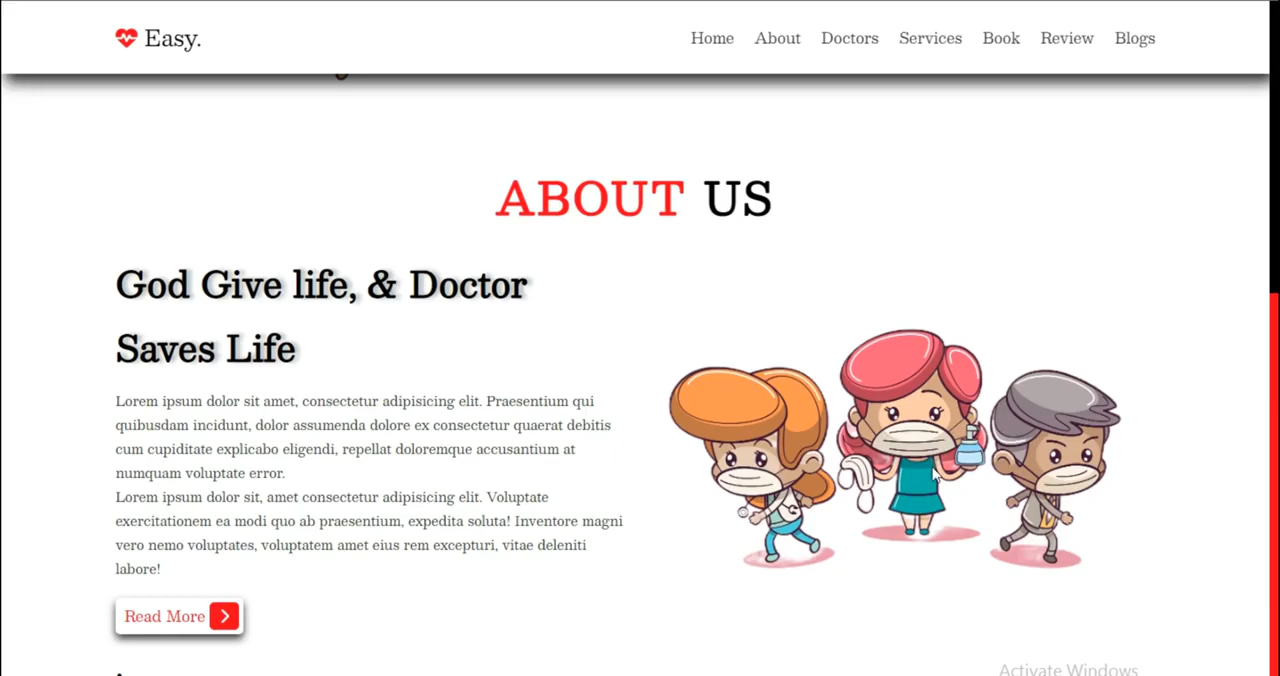 Easy.
Home About Doctors Services Book Review Blogs
ABOUT US
God Give life, & Doctor
Saves Life
Lorem ipsum dolor sit amet, consectetur adipisicing elit. Praesentium qui
quibusdam incidunt, dolor assumenda dolore ex consectetur quaerat debitis
cum cupiditate explicabo eligendi, repellat doloremque accusantium at
numquam voluptate error.
Lorem ipsum dolor sit, amet consectetur adipisicing elit. Voluptate
exercitationem ea modi quo ab praesentium, expedita soluta! Inventore magni
vero nemo voluptates, voluptatem amet eius rem excepturi, vitae deleniti
labore!
Read More
Activate Windows